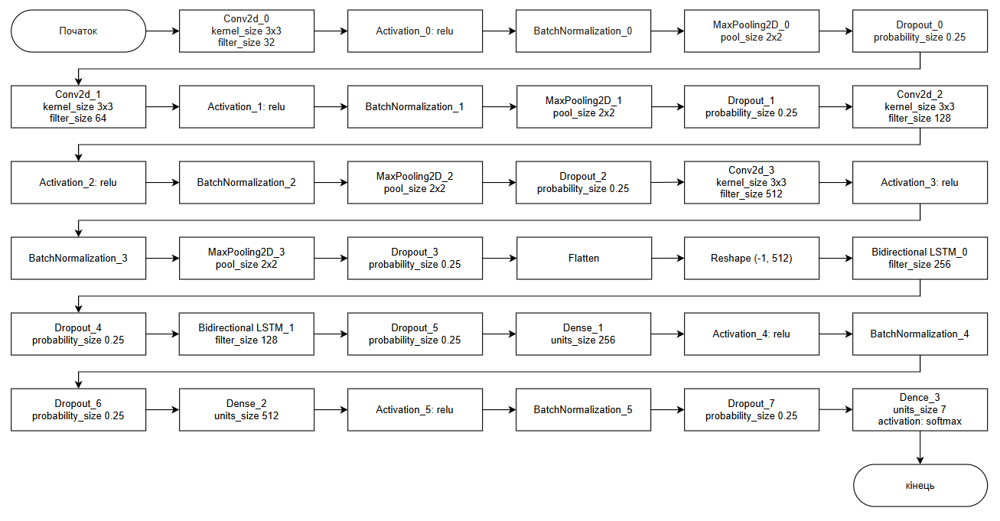 Початок
Conv2d_0
kernel_size 3x3
filter_size 32
Activation_0: relu
BatchNormalization_0
MaxPooling2D_0
pool_size 2x2
Dropout_0
probability_size 0.25
Conv2d_1
kernel_size 3x3
filter_size 64
Activation_1: relu
BatchNormalization_1
MaxPooling2D_1
pool_size 2x2
Dropout_1
probability_size 0.25
Conv2d_2
kernel_size 3x3
filter_size 128
Activation_2: relu
BatchNormalization_2
MaxPooling2D_2
pool_size 2x2
Dropout_2
probability_size 0.25
Conv2d_3
kernel_size 3x3
filter_size 512
Activation_3: relu
BatchNormalization_3
MaxPooling2D_3
pool_size 2x2
Dropout_3
probability_size 0.25
Flatten
Reshape (-1, 512)
Bidirectional LSTM_0
filter_size 256
Dropout_4
probability_size 0.25
Bidirectional LSTM_1
filter_size 128
Dropout_5
probability_size 0.25
Dense_1
units_size 256
Activation_4: relu
BatchNormalization_4
Dropout_6
probability_size 0.25
Dense_2
units_size 512
Activation_5: relu
BatchNormalization_5
Dropout_7
probability_size 0.25
Dence_3
units_size 7
activation: softmax
кінець